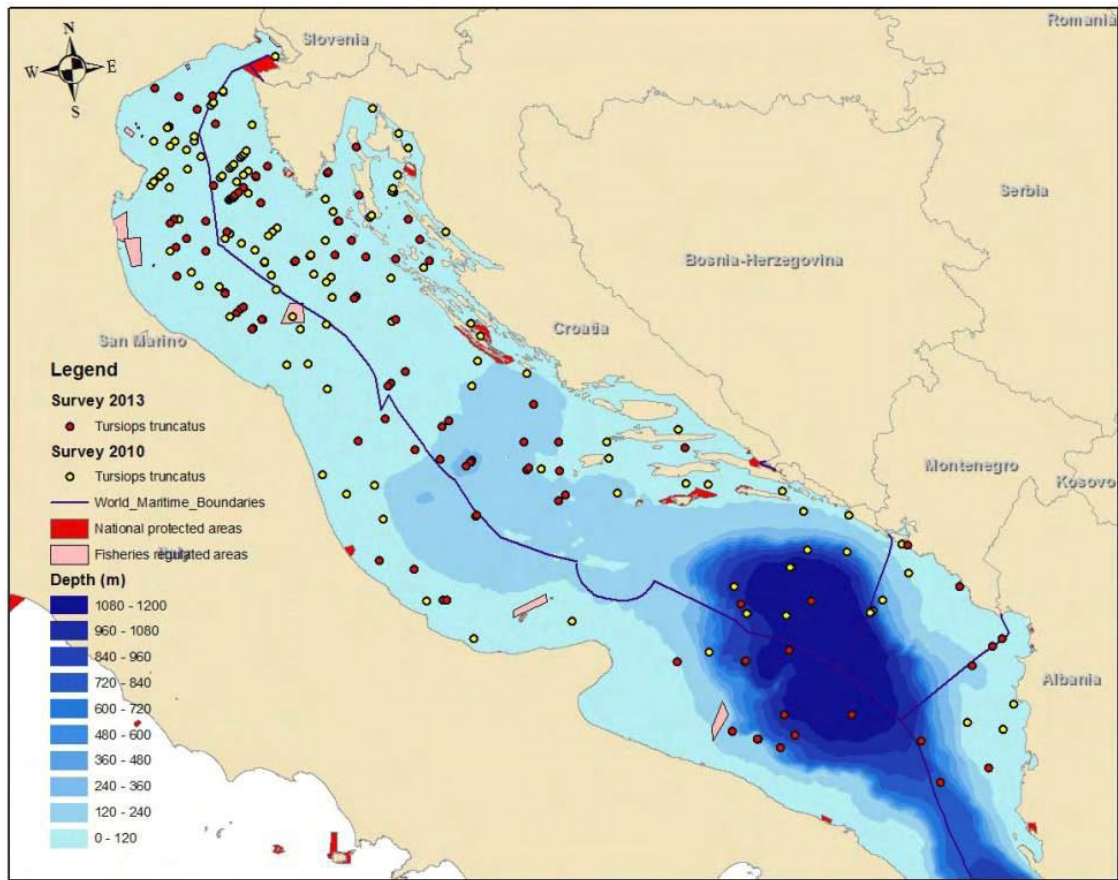 N
W E
S
Slovenia
Romania
Serbia
Bosnia-Herzegovina
Croatia
San Marino
Montenegro
Kosovo
Albania
Legend
Survey 2013
Tursiops truncatus
Survey 2010
Tursiops truncatus
World_Maritime_Boundaries
National protected areas
Fisheries regulated areas
Depth (m)
1080 - 1200
960 - 1080
840 - 960
720 - 840
600 - 720
480 - 600
360 - 480
240 - 360
120 - 240
0 - 120